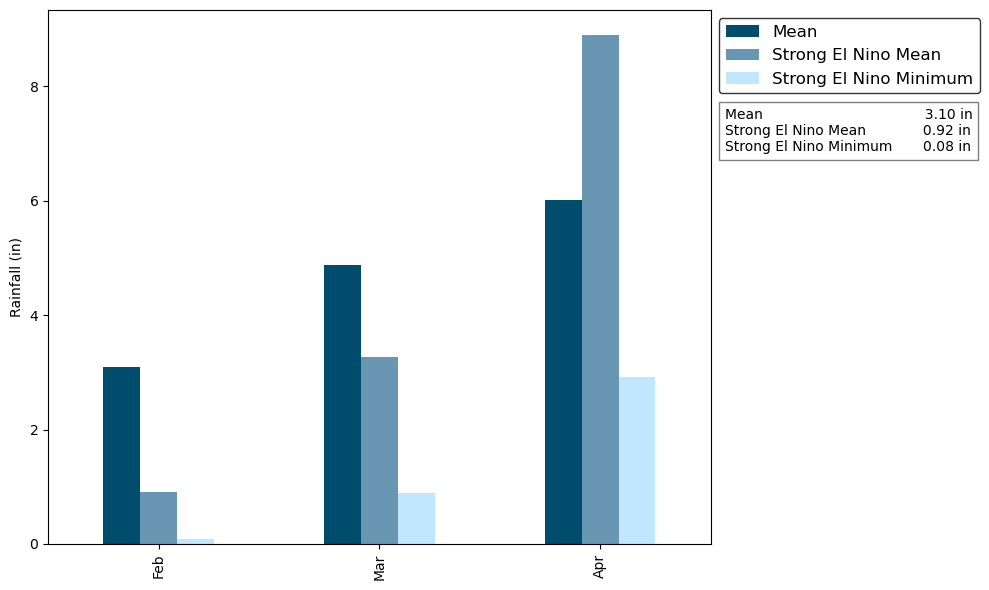 Mean
Strong El Nino Mean
Strong El Nino Minimum
Mean 3.10 in
Strong El Nino Mean 0.92 in
Strong El Nino Minimum 0.08 in
Rainfall (in)
8
6
4
2
0
Feb
Mar
Apr